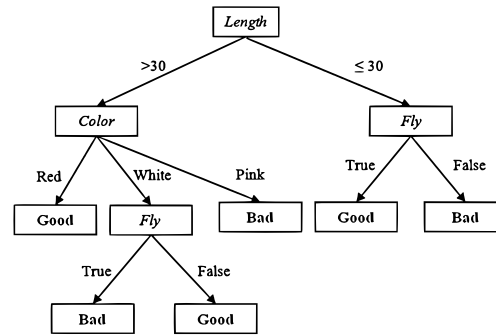 Length
>30
≤ 30
Color
Fly
Red
White
Pink
True
False
Good
Fly
Bad
Good
Bad
True
False
Bad
Good